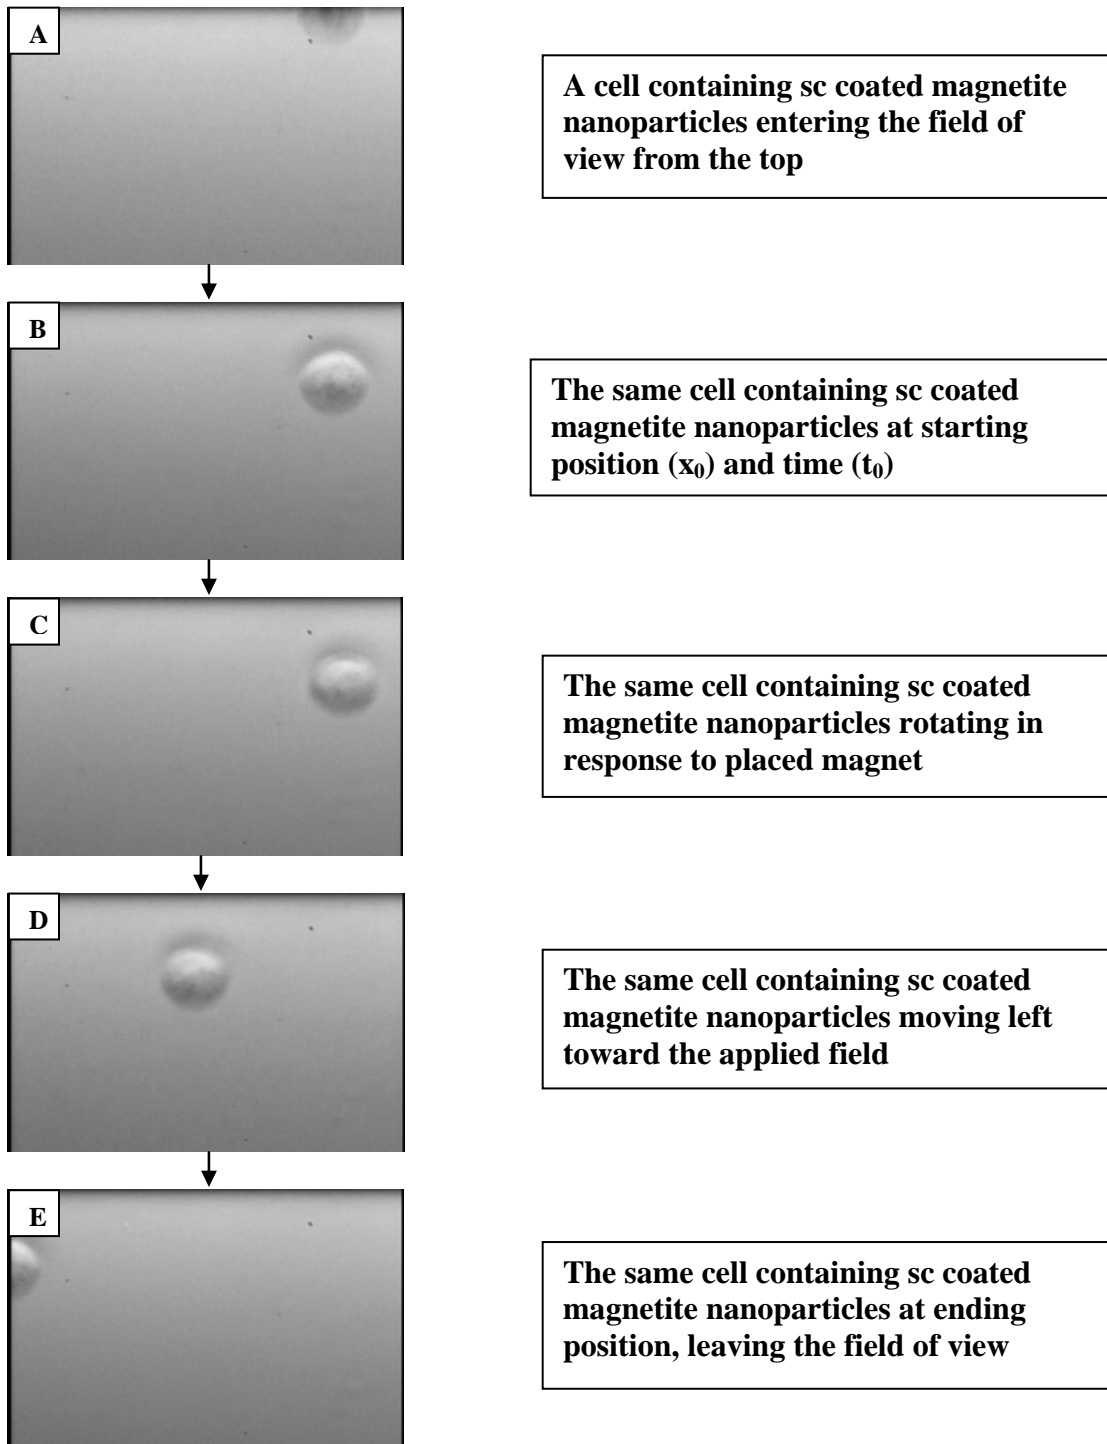 A
A cell containing sc coated magnetite
nanoparticles entering the field of
view from the top
B
The same cell containing sc coated
magnetite nanoparticles at starting
position (x₀) and time (t₀)
C
The same cell containing sc coated
magnetite nanoparticles rotating in
response to placed magnet
D
The same cell containing sc coated
magnetite nanoparticles moving left
toward the applied field
E
The same cell containing sc coated
magnetite nanoparticles at ending
position, leaving the field of view